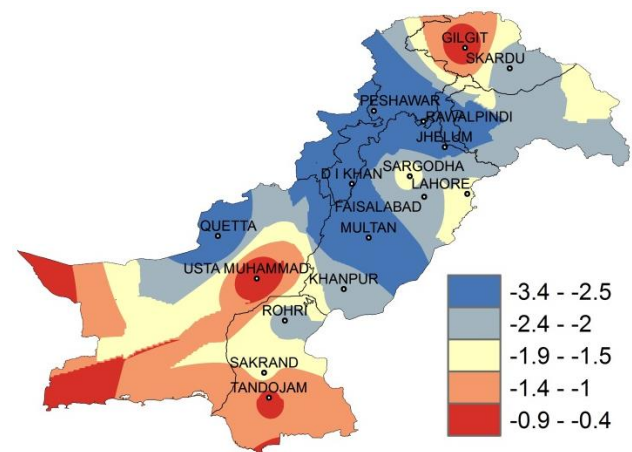 GILGIT
SKARDU
PESHAWAR
RAWALPINDI
JHELUM
SARGODHA
D I KHAN
LAHORE
FAISALABAD
QUETTA
MULTAN
USTA MUHAMMAD
KHANPUR
ROHRI
SAKRAND
TANDOJAM
-3.4 - -2.5
-2.4 - -2
-1.9 - -1.5
-1.4 - -1
-0.9 - -0.4